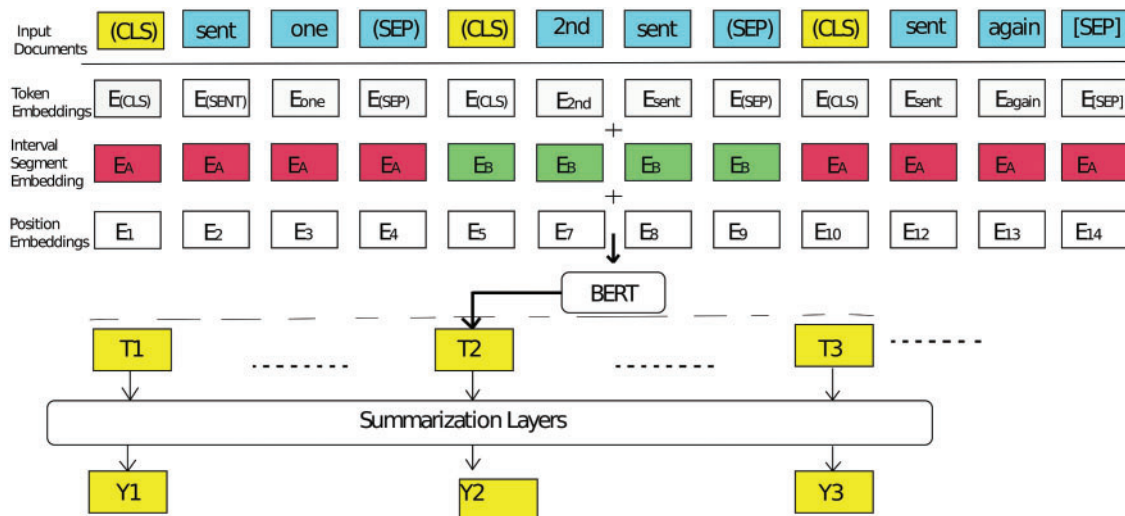 Input Documents (CLS) sent one (SEP) (CLS) 2nd sent (SEP) (CLS) sent again [SEP]
Token Embeddings E(CLS) E(SENT) Eone E(SEP) E(CLS) E2nd Esent E(SEP) E(CLS) Esent Eagain E[SEP]
+
Interval Segment Embedding EA EA EA EA EB EB EB EB EA EA EA EA
+
Position Embeddings E1 E2 E3 E4 E5 E7 E8 E9 E10 E12 E13 E14
BERT
T1 T2 T3
Summarization Layers
Y1 Y2 Y3